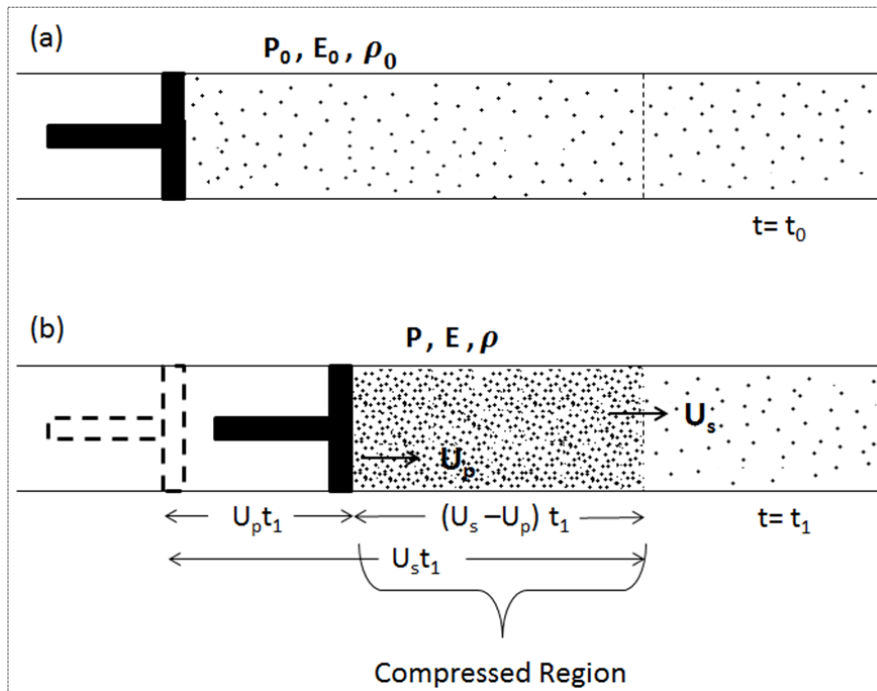 (a)
P₀ , E₀ , ρ₀
t= t₀
(b)
P, E , ρ
Uₛ
Uₚ
Uₚt₁
(Uₛ –Uₚ) t₁
t= t₁
Uₛt₁
Compressed Region